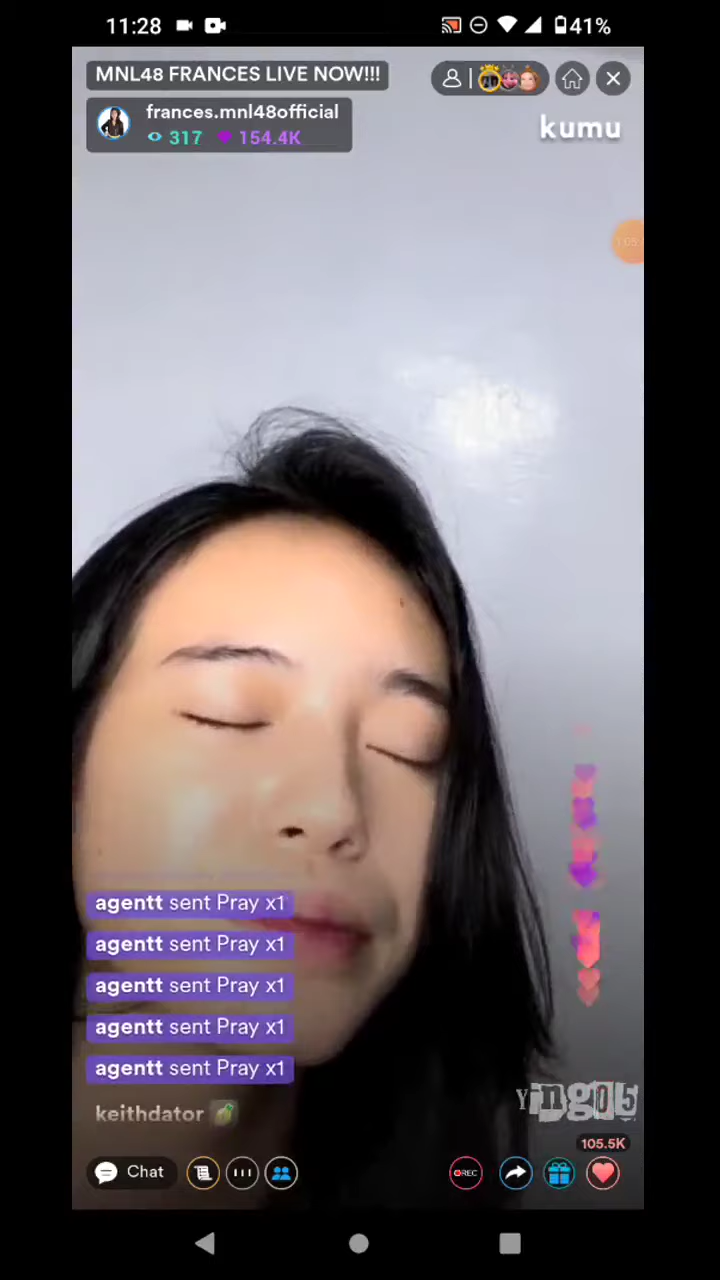 11:28
41%
MNL48 FRANCES LIVE NOW!!!
frances.mnl48official
317 154.4K
kumu
agentt sent Pray x1
agentt sent Pray x1
agentt sent Pray x1
agentt sent Pray x1
agentt sent Pray x1
keithdator
Ying05
105.5K
Chat
REC